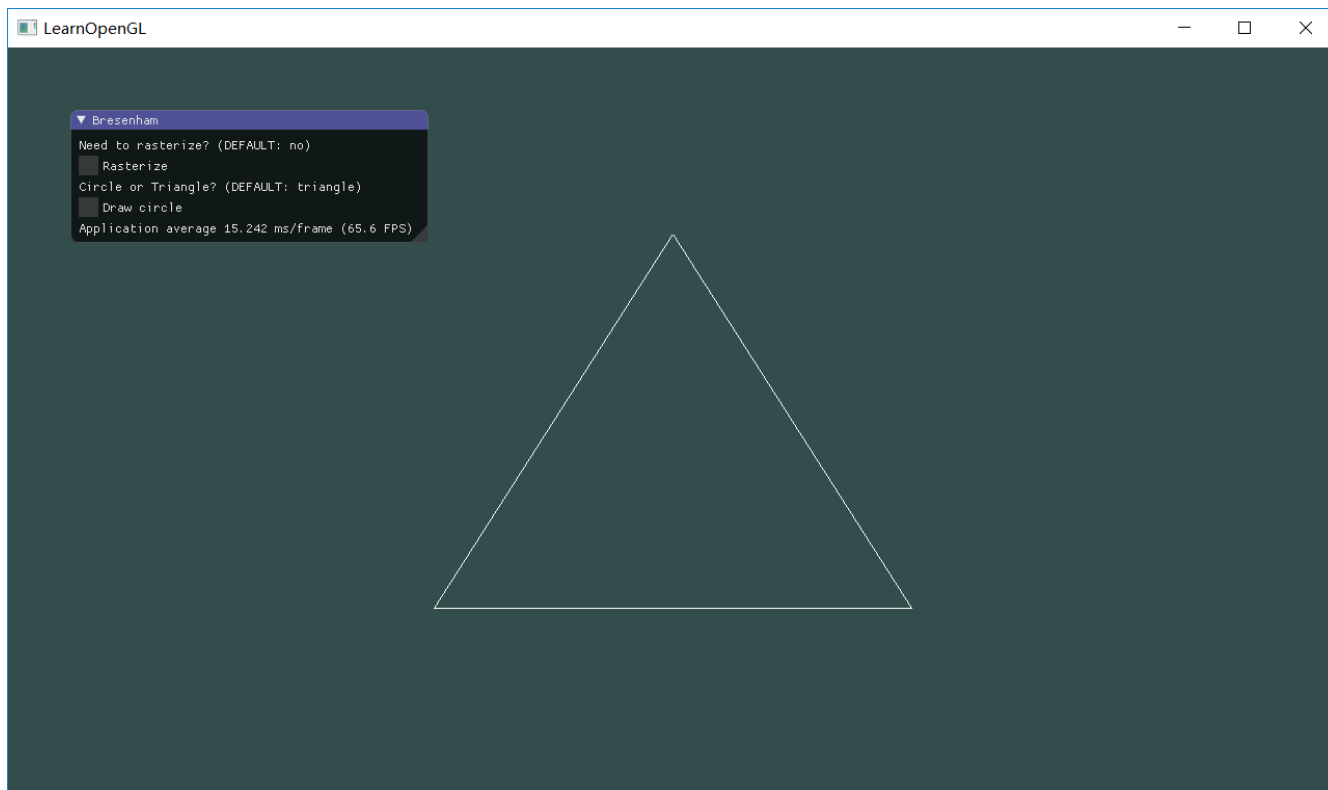 LearnOpenGL
Bresenham
Need to rasterize? (DEFAULT: no)
Rasterize
Circle or Triangle? (DEFAULT: triangle)
Draw circle
Application average 15.242 ms/frame (65.6 FPS)